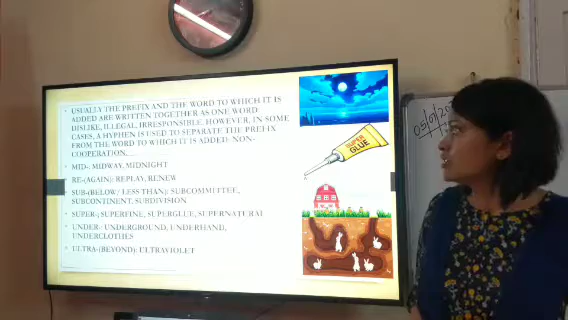 USUALLY THE PREFIX AND THE WORD TO WHICH IT IS
ADDED ARE WRITTEN TOGETHER AS ONE WORD:
DISLIKE, ILLEGAL, IRRESPONSIBLE. HOWEVER, IN SOME
CASES, A HYPHEN IS USED TO SEPARATE THE PREFIX
FROM THE WORD TO WHICH IT IS ADDED: NON-
COOPERATION,
MID-: MIDWAY, MIDNIGHT
RE-(AGAIN): REPLAY, RENEW
SUB-(BELOW/ LESS THAN): SUBCOMMITTEE,
SUBCONTINENT, SUBDIVISION
SUPER-: SUPERFINE, SUPERGLUE, SUPERNATURAL
UNDER-: UNDERGROUND, UNDERHAND,
UNDERCLOTHES
ULTRA-(BEYOND): ULTRAVIOLET
SUPER
GLUE